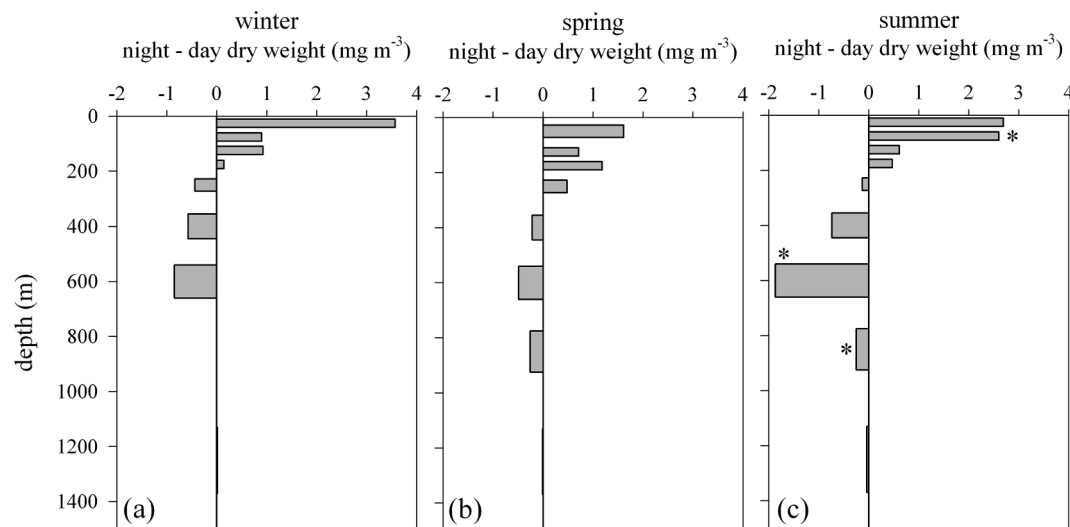 winter
night - day dry weight (mg m-3)
-2 -1 0 1 2 3 4
spring
night - day dry weight (mg m-3)
-2 -1 0 1 2 3 4
summer
night - day dry weight (mg m-3)
-2 -1 0 1 2 3 4
depth (m)
0
200
400
600
800
1000
1200
1400
*
*
*
(a)
(b)
(c)